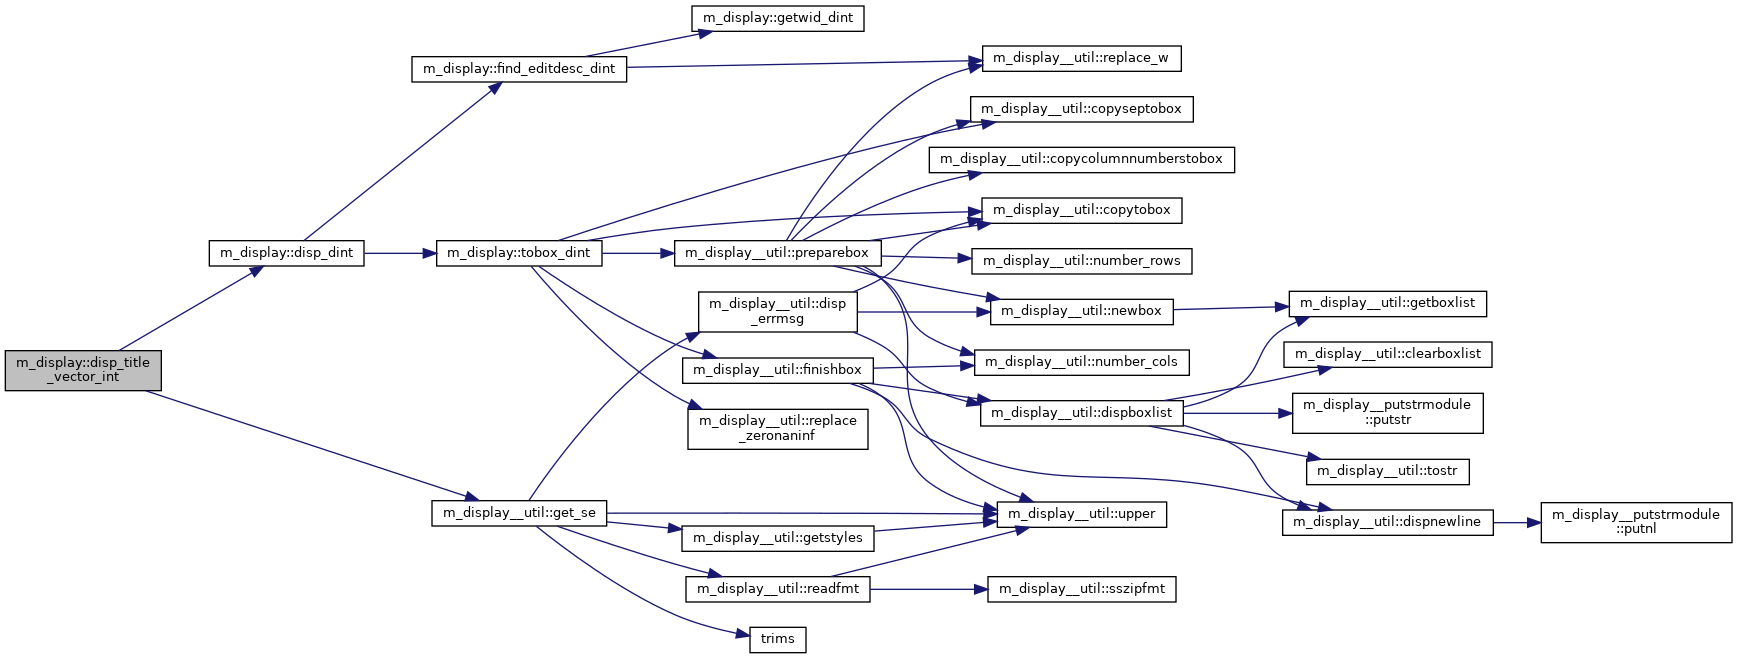 m_display::getwid_dint
m_display::find_editdesc_dint
m_display__util::replace_w
m_display__util::copyseptobox
m_display__util::copycolumnnumberstobox
m_display__util::copytobox
m_display::disp_dint
m_display::tobox_dint
m_display__util::preparebox
m_display__util::number_rows
m_display__util::disp
_errmsg
m_display__util::newbox
m_display__util::getboxlist
m_display::disp_title
_vector_int
m_display__util::finishbox
m_display__util::number_cols
m_display__util::clearboxlist
m_display__util::replace
_zeronaninf
m_display__util::dispboxlist
m_display__putstrmodule
::putstr
m_display__util::tostr
m_display__util::get_se
m_display__util::upper
m_display__util::dispnewline
m_display__putstrmodule
::putnl
m_display__util::getstyles
m_display__util::readfmt
m_display__util::sszipfmt
trims